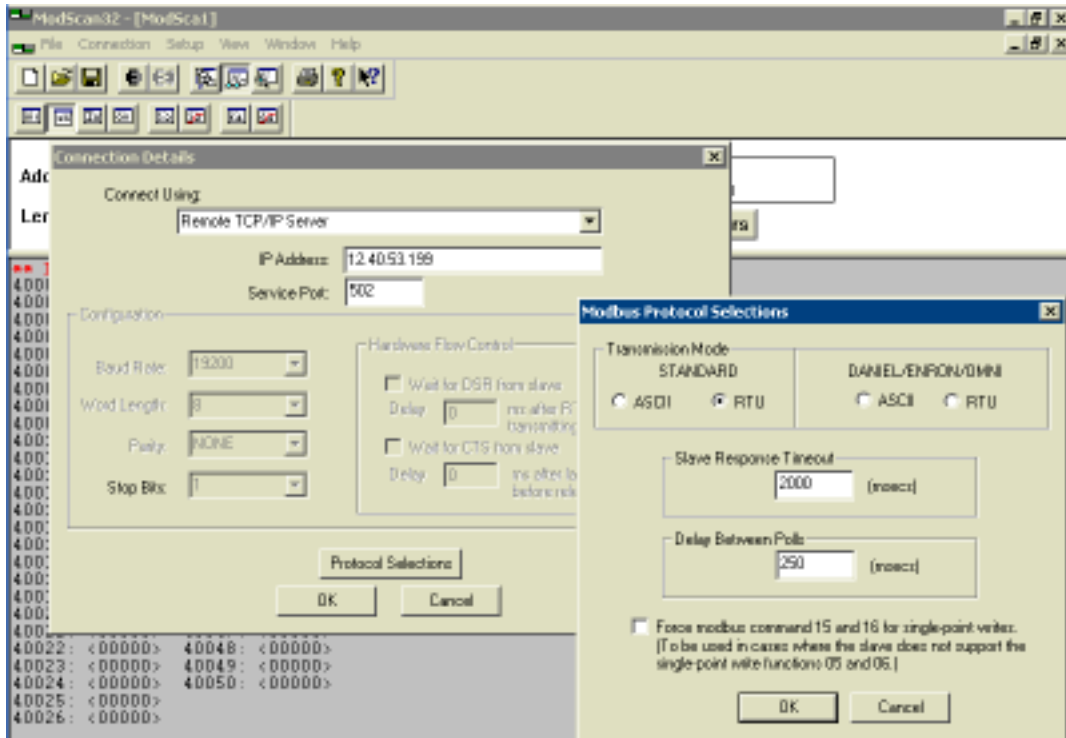 ModScan32 - [ModSca1]
File Connection Setup View Window Help
Connection Details
Connect Using:
Remote TCP/IP Server
IP Address: 12.40.53.199
Service Port: 502
Configuration
Baud Rate: 19200
Word Length: 8
Parity: NONE
Stop Bits: 1
Hardware Flow Control
Wait for DSR from slave
Delay 0 ms after
transmitting
Wait for CTS from slave
Delay 0 ms after
before
Protocol Selections
OK Cancel
Modbus Protocol Selections
Transmission Mode
STANDARD
ASCII RTU
DANIEL/ENRON/OMNI
ASCII RTU
Slave Response Timeout
2000 (msecs)
Delay Between Polls
250 (msecs)
Force modbus command 15 and 16 for single-point writes.
(To be used in cases where the slave does not support the
single-point write functions 05 and 06.)
OK Cancel
40022: <00000> 40048: <00000>
40023: <00000> 40049: <00000>
40024: <00000> 40050: <00000>
40025: <00000>
40026: <00000>